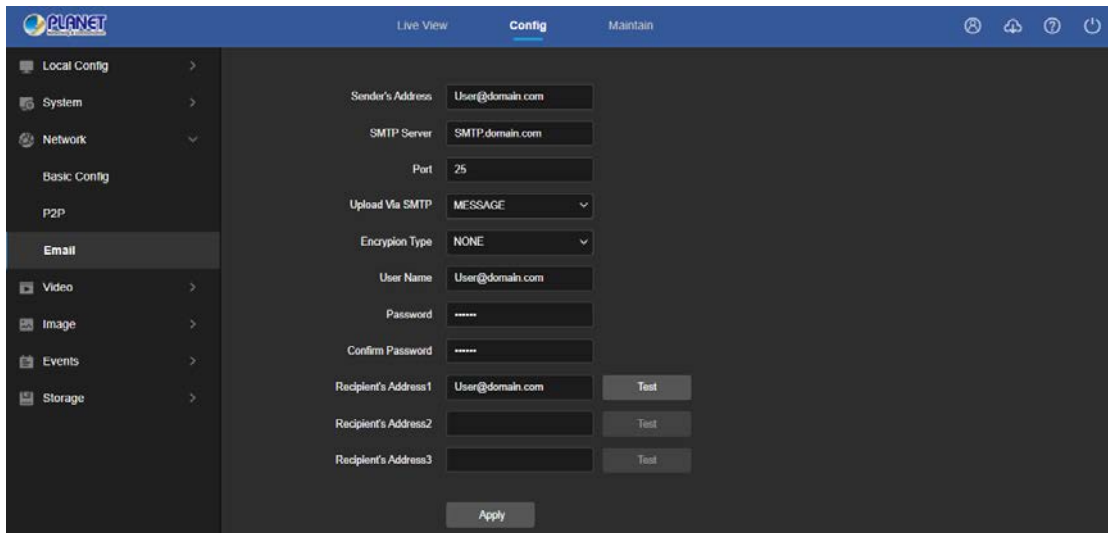 PLANET
Live View Config Maintain
Local Config
System
Network
Basic Config
P2P
Email
Video
Image
Events
Storage
Sender's Address User@domain.com
SMTP Server SMTP.domain.com
Port 25
Upload Via SMTP MESSAGE
Encrypion Type NONE
User Name User@domain.com
Password ••••••
Confirm Password ••••••
Recipient's Address1 User@domain.com Test
Recipient's Address2 Test
Recipient's Address3 Test
Apply